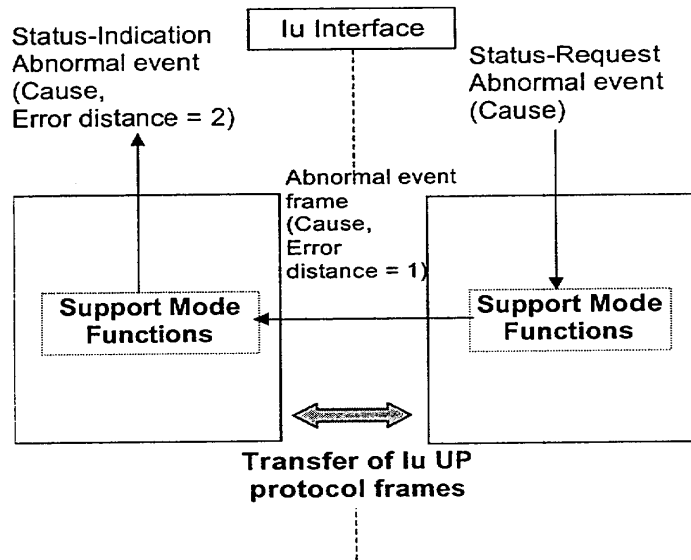 Status-Indication
Abnormal event
(Cause,
Error distance = 2)
Iu Interface
Status-Request
Abnormal event
(Cause)
Abnormal event
frame
(Cause,
Error
distance = 1)
Support Mode
Functions
Support Mode
Functions
Transfer of Iu UP
protocol frames